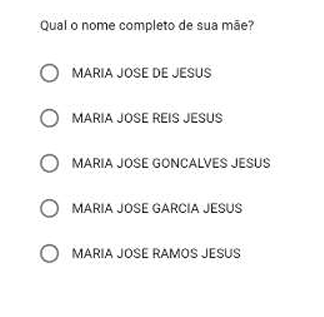 Qual o nome completo de sua mãe?
MARIA JOSE DE JESUS
MARIA JOSE REIS JESUS
MARIA JOSE GONCALVES JESUS
MARIA JOSE GARCIA JESUS
MARIA JOSE RAMOS JESUS